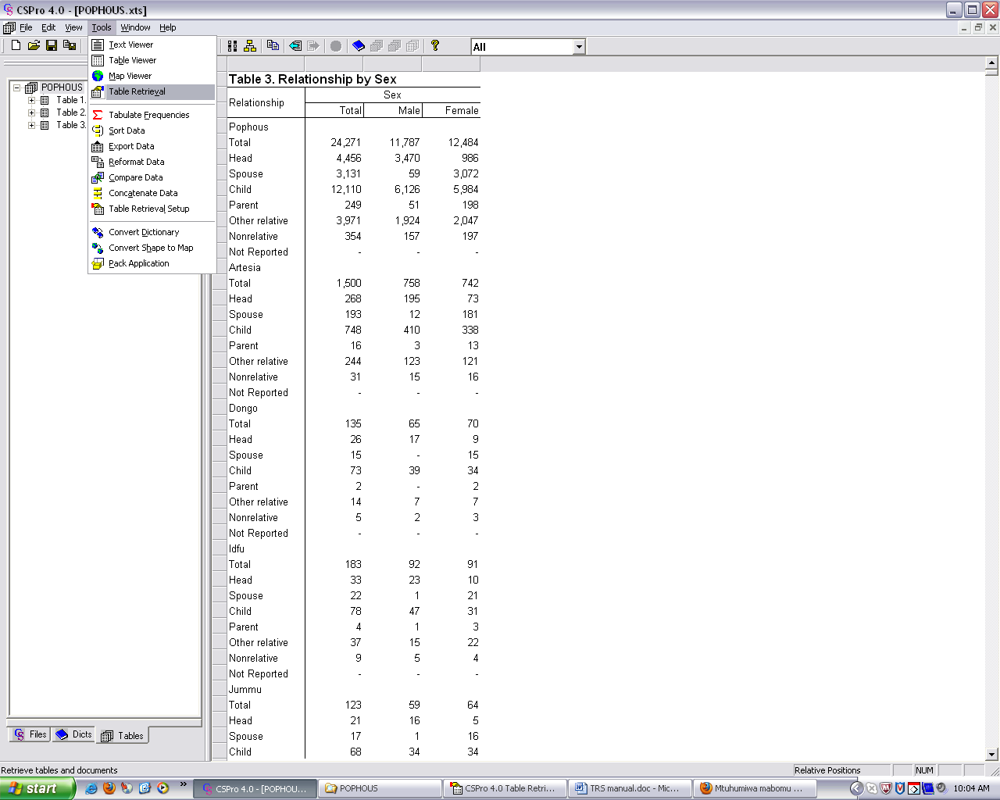 CSPro 4.0 - [POPHOUS.xts]
File Edit View Tools Window Help
All
Text Viewer
Table Viewer
Map Viewer
Table Retrieval
Tabulate Frequencies
Sort Data
Export Data
Reformat Data
Compare Data
Concatenate Data
Table Retrieval Setup
Convert Dictionary
Convert Shape to Map
Pack Application
POPHOUS
Table 1.
Table 2.
Table 3.
Table 3. Relationship by Sex
Relationship Sex
Total Male Female
Pophous
Total 24,271 11,787 12,484
Head 4,456 3,470 986
Spouse 3,131 59 3,072
Child 12,110 6,126 5,984
Parent 249 51 198
Other relative 3,971 1,924 2,047
Nonrelative 354 157 197
Not Reported - - -
Artesia
Total 1,500 758 742
Head 268 195 73
Spouse 193 12 181
Child 748 410 338
Parent 16 3 13
Other relative 244 123 121
Nonrelative 31 15 16
Not Reported - - -
Dongo
Total 135 65 70
Head 26 17 9
Spouse 15 - 15
Child 73 39 34
Parent 2 - 2
Other relative 14 7 7
Nonrelative 5 2 3
Not Reported - - -
Idfu
Total 183 92 91
Head 33 23 10
Spouse 22 1 21
Child 78 47 31
Parent 4 1 3
Other relative 37 15 22
Nonrelative 9 5 4
Not Reported - - -
Jummu
Total 123 59 64
Head 21 16 5
Spouse 17 1 16
Child 68 34 34
Files Dicts Tables
Retrieve tables and documents Relative Positions NUM
start CSPro 4.0 - [POPHOU... POPHOUS CSPro 4.0 Table Retri... TRS manual.doc - Mic... Mtuhumiwa mabomu ... 10:04 AM